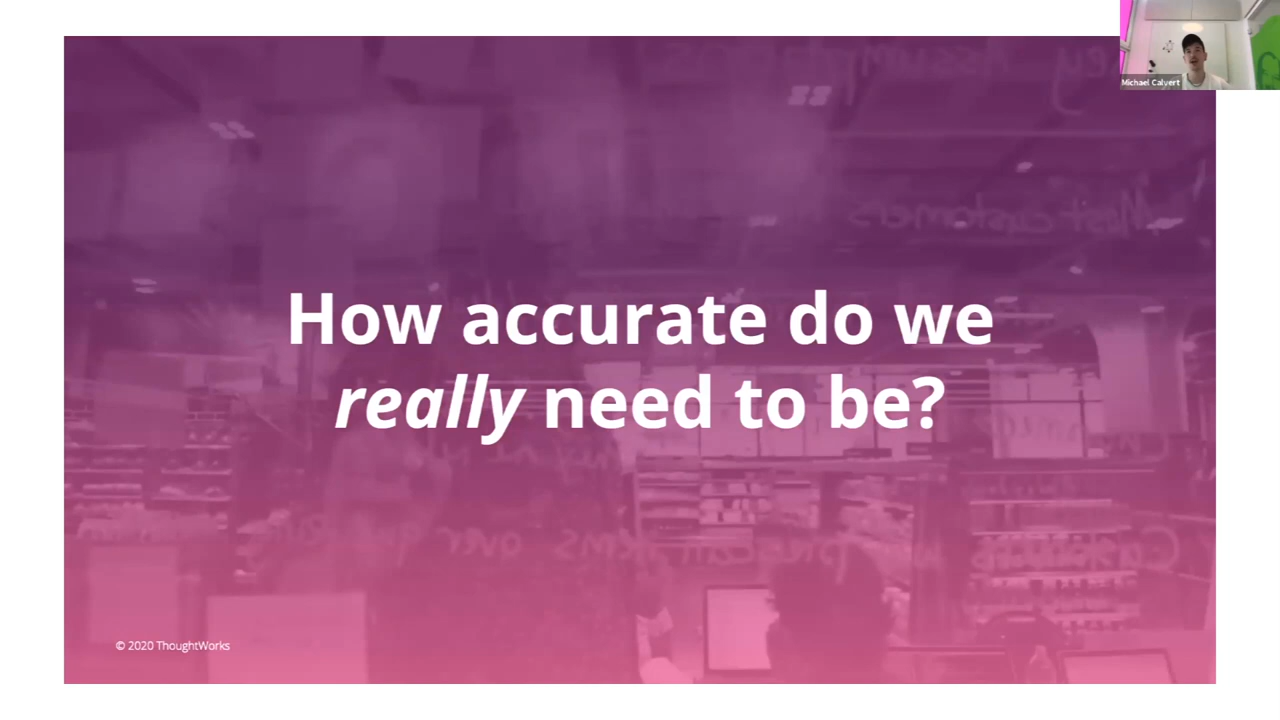 Michael Calvert
How accurate do we
really need to be?
© 2020 ThoughtWorks